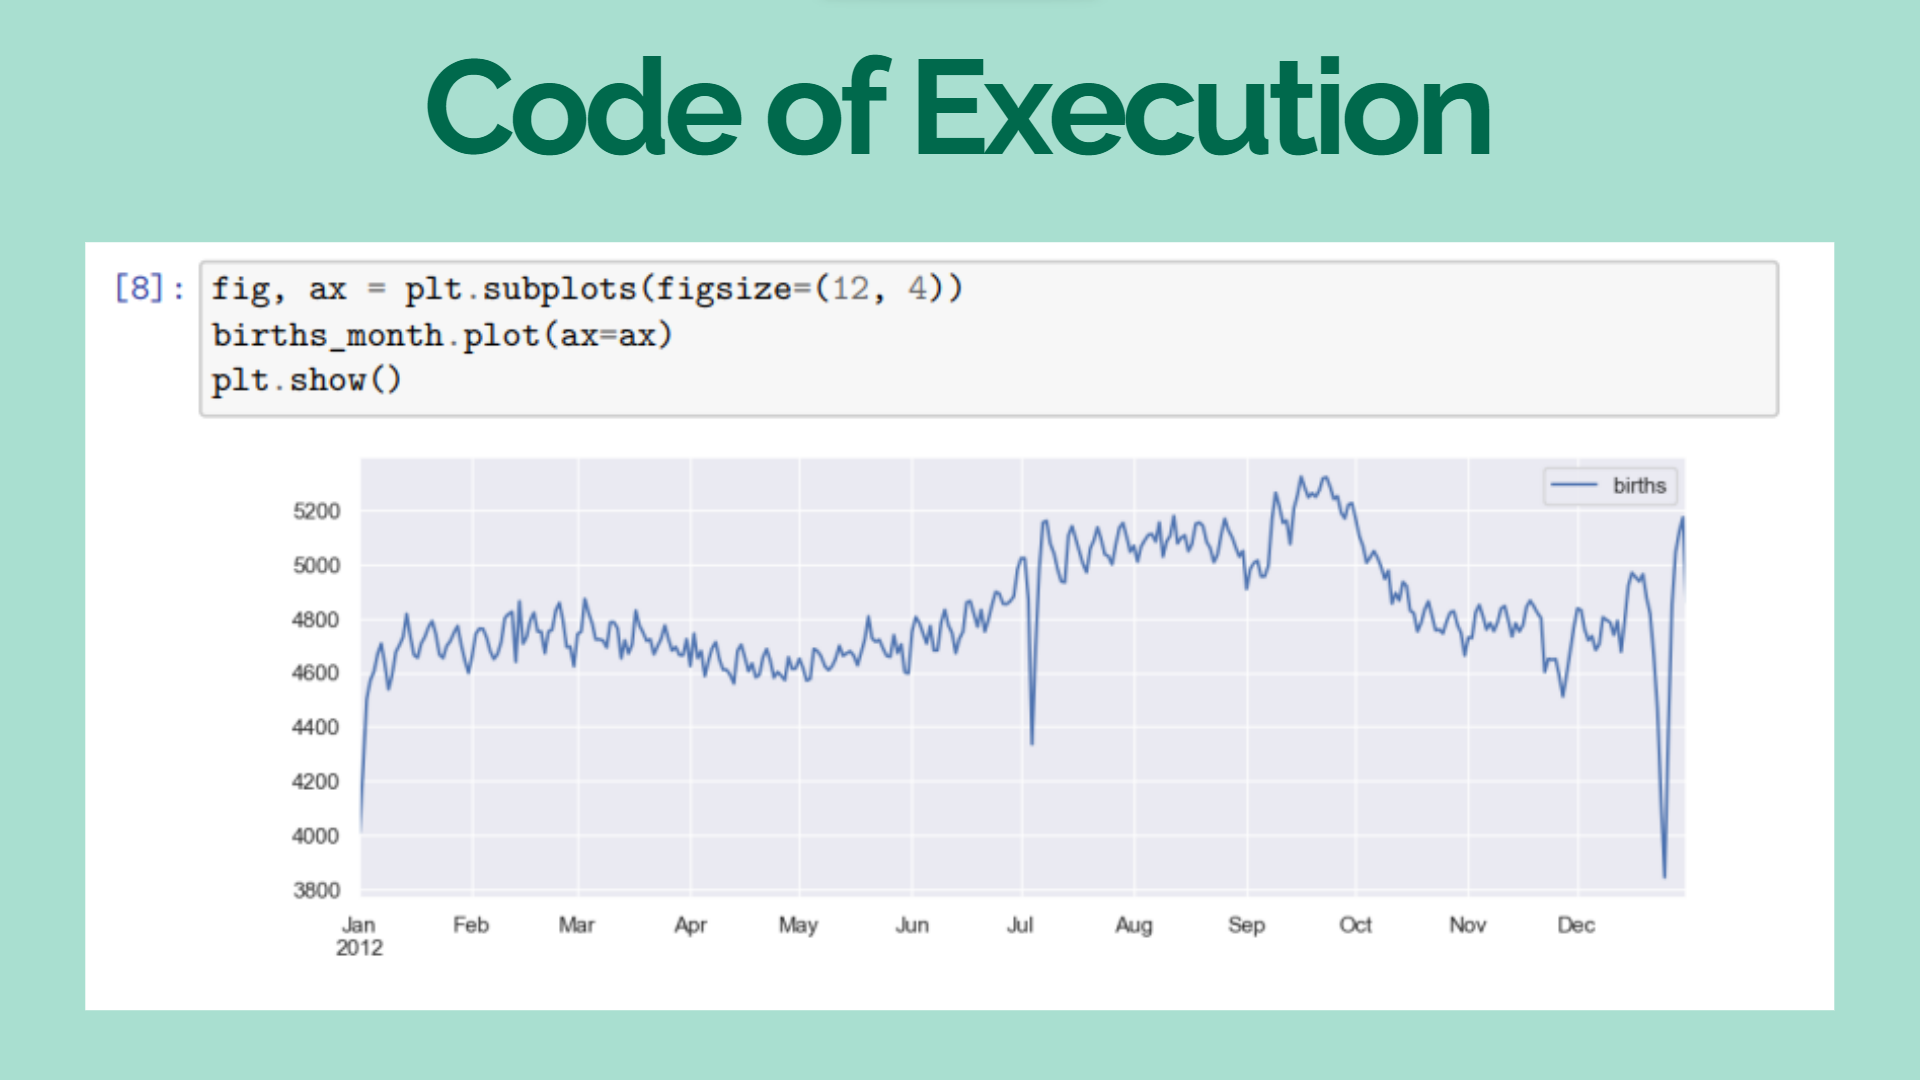 Code of Execution
[8]: fig, ax = plt.subplots(figsize=(12, 4))
births_month.plot(ax=ax)
plt.show()
births
5200
5000
4800
4600
4400
4200
4000
3800
Jan Feb Mar Apr May Jun Jul Aug Sep Oct Nov Dec
2012